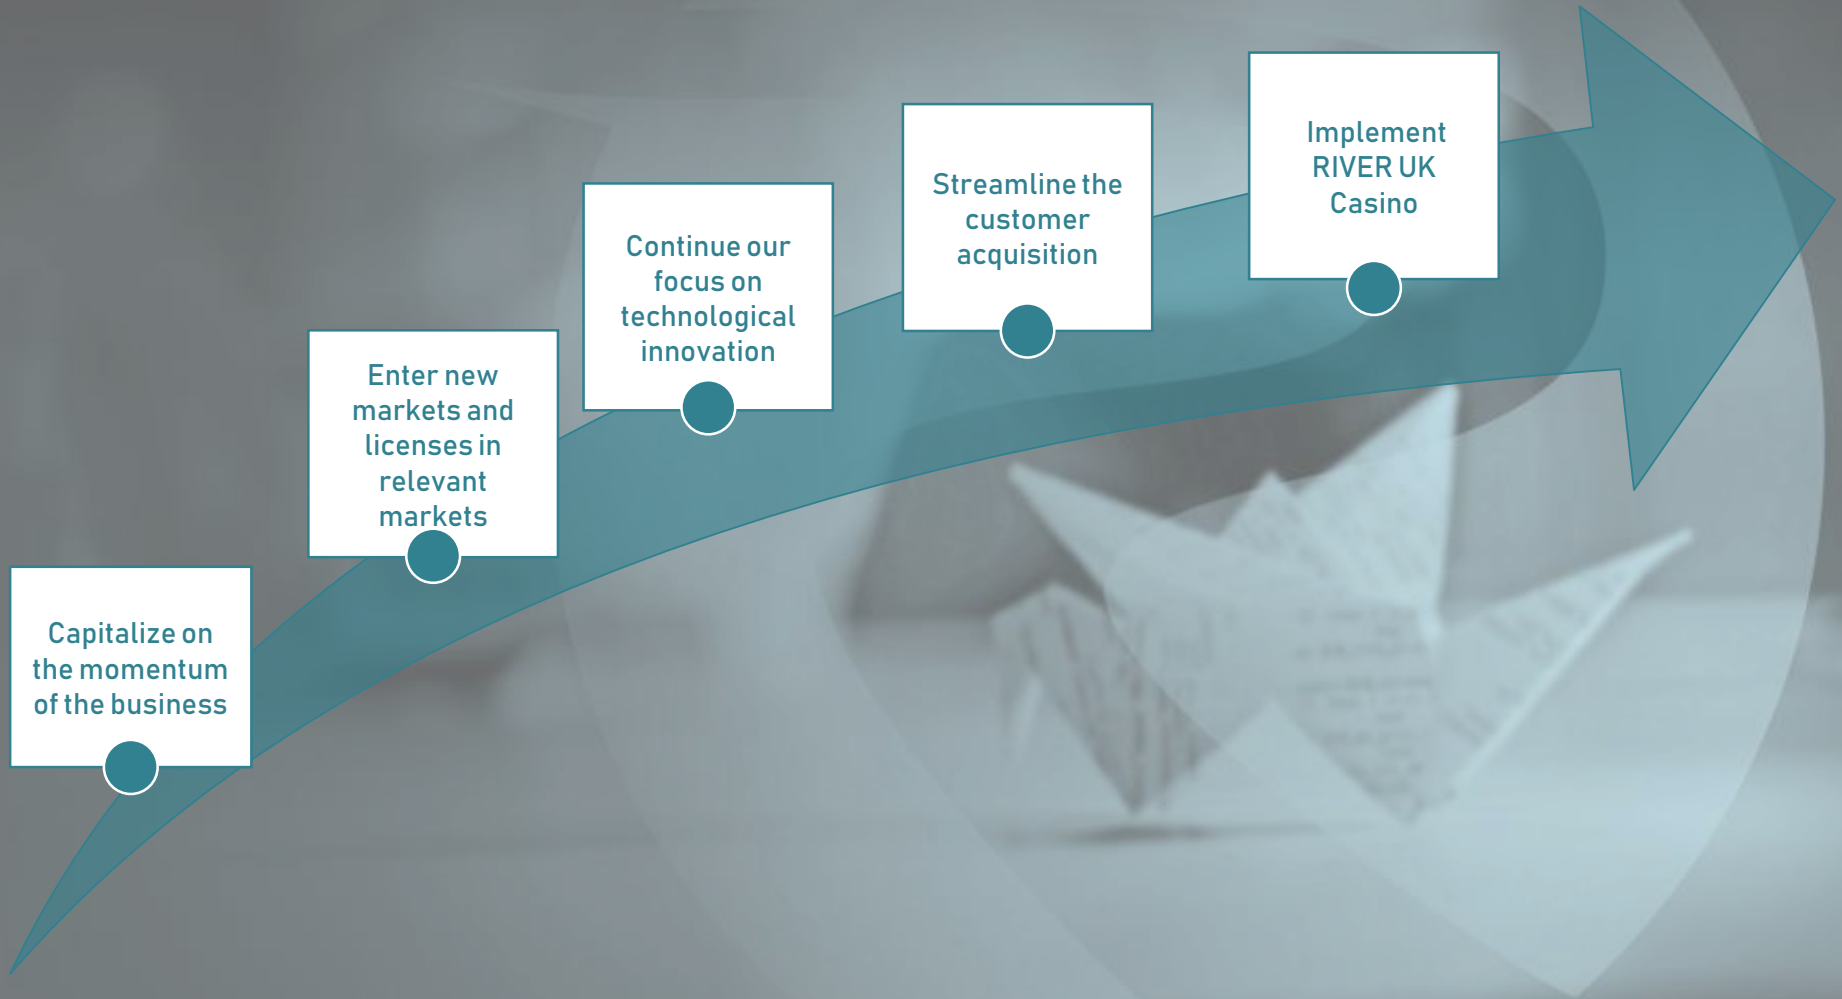 Capitalize on
the momentum
of the business
Enter new
markets and
licenses in
relevant
markets
Continue our
focus on
technological
innovation
Streamline the
customer
acquisition
Implement
RIVER UK
Casino